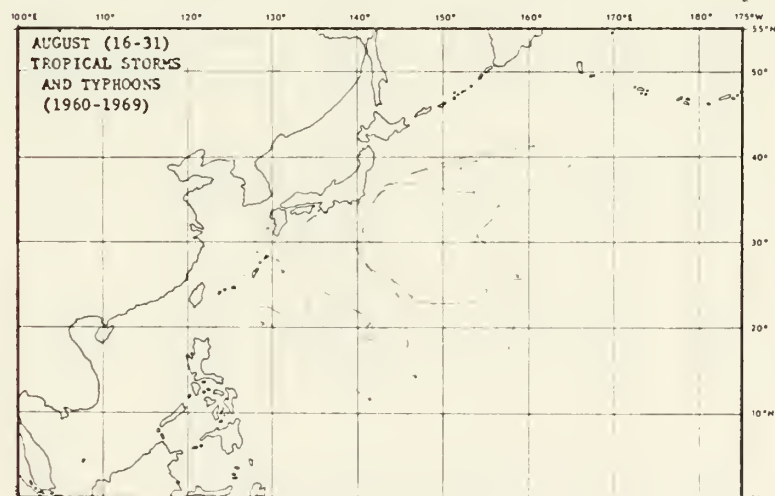 100°E 110° 120° 130° 140° 150° 160° 170°E 180° 175°W
AUGUST (16-31)
TROPICAL STORMS
AND TYPHOONS
(1960-1969)
55°N
50°
40°
30°
20°
10°N